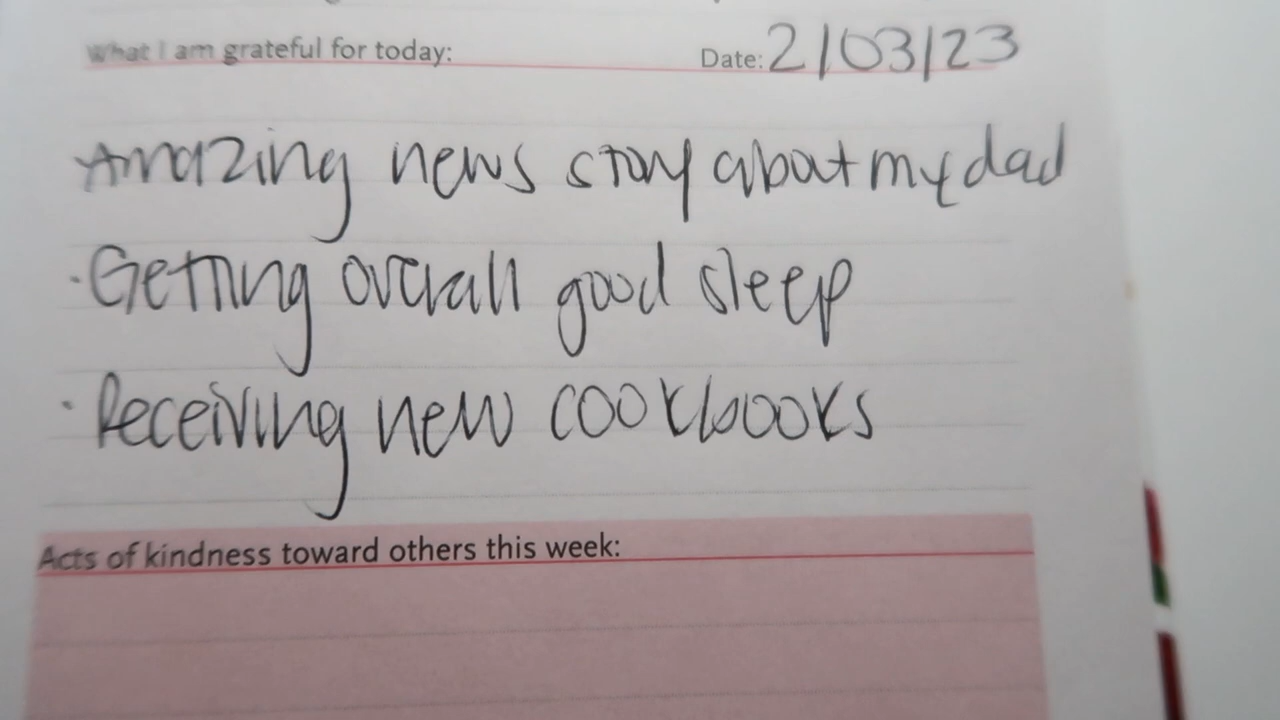 What I am grateful for today: Date: 2/03/23
Amazing news story about my dad
· Getting overall good sleep
· Receiving new cookbooks
Acts of kindness toward others this week: